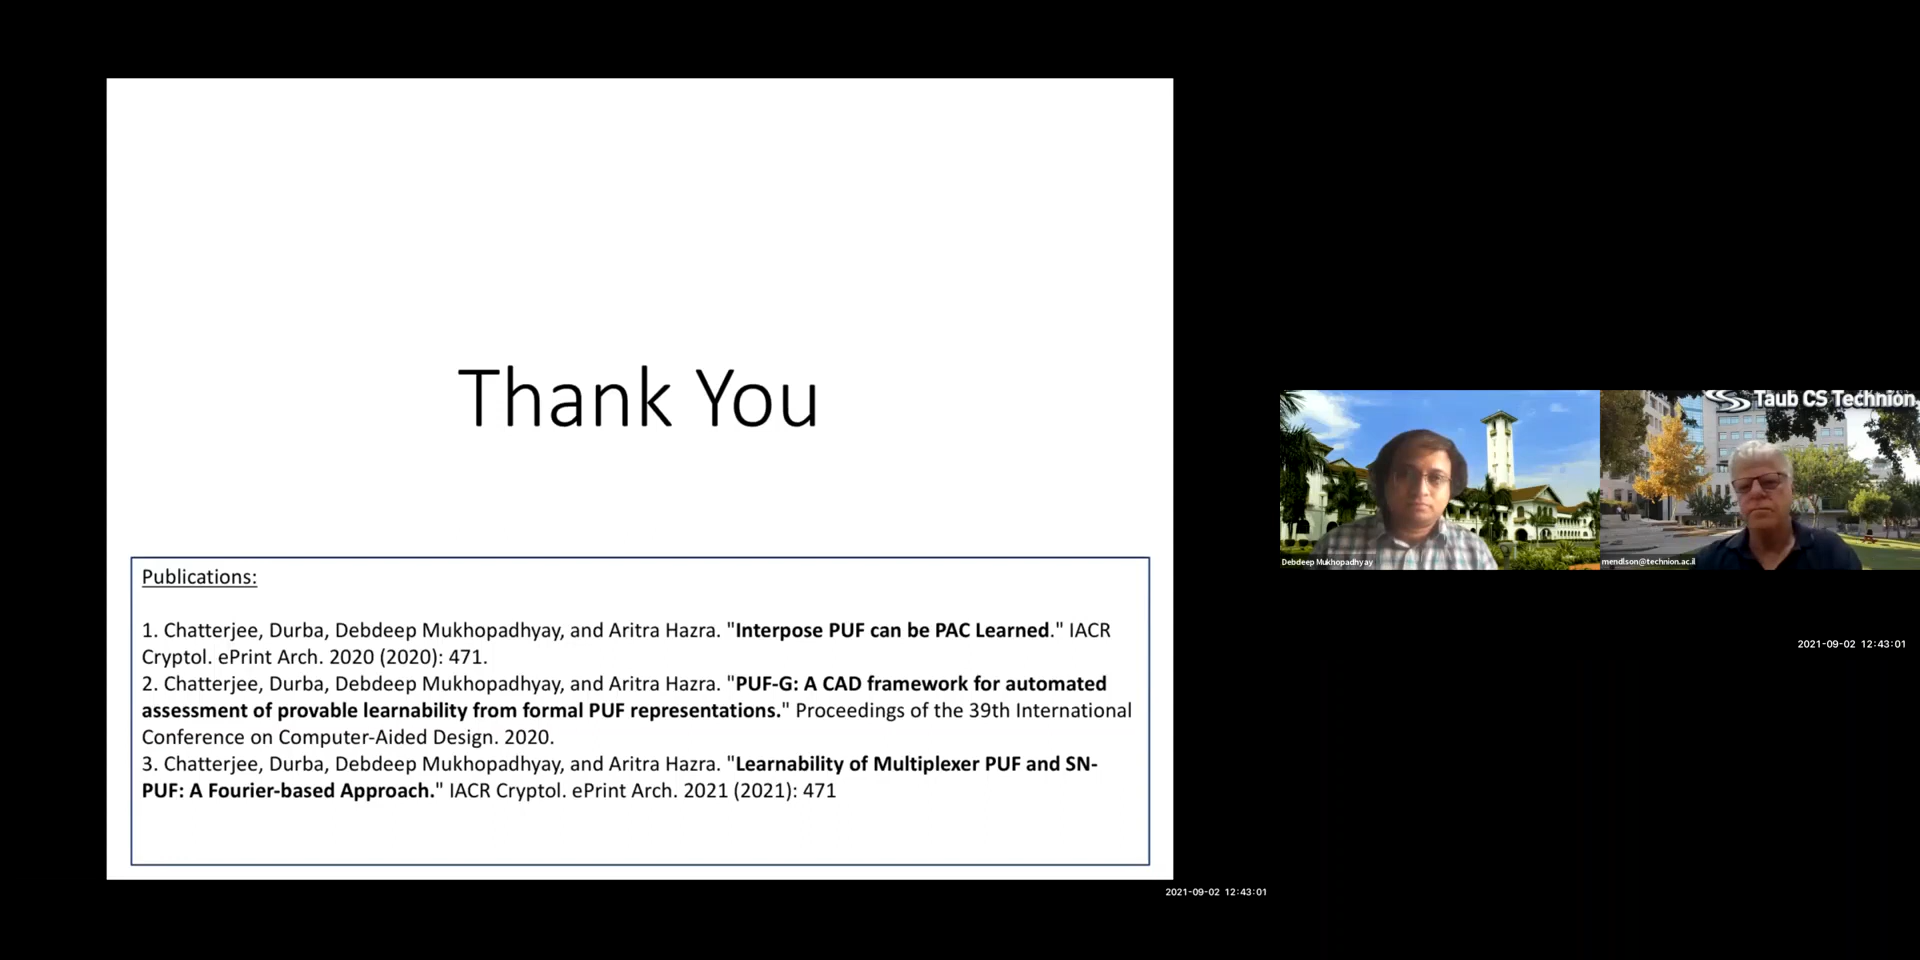 Thank You
Publications:
1. Chatterjee, Durba, Debdeep Mukhopadhyay, and Aritra Hazra. "Interpose PUF can be PAC Learned." IACR
Cryptol. ePrint Arch. 2020 (2020): 471.
2. Chatterjee, Durba, Debdeep Mukhopadhyay, and Aritra Hazra. "PUF-G: A CAD framework for automated
assessment of provable learnability from formal PUF representations." Proceedings of the 39th International
Conference on Computer-Aided Design. 2020.
3. Chatterjee, Durba, Debdeep Mukhopadhyay, and Aritra Hazra. "Learnability of Multiplexer PUF and SN-
PUF: A Fourier-based Approach." IACR Cryptol. ePrint Arch. 2021 (2021): 471
2021-09-02 12:43:01
Taub CS Technion
Debdeep Mukhopadhyay
mendlson@technion.ac.il
2021-09-02 12:43:01